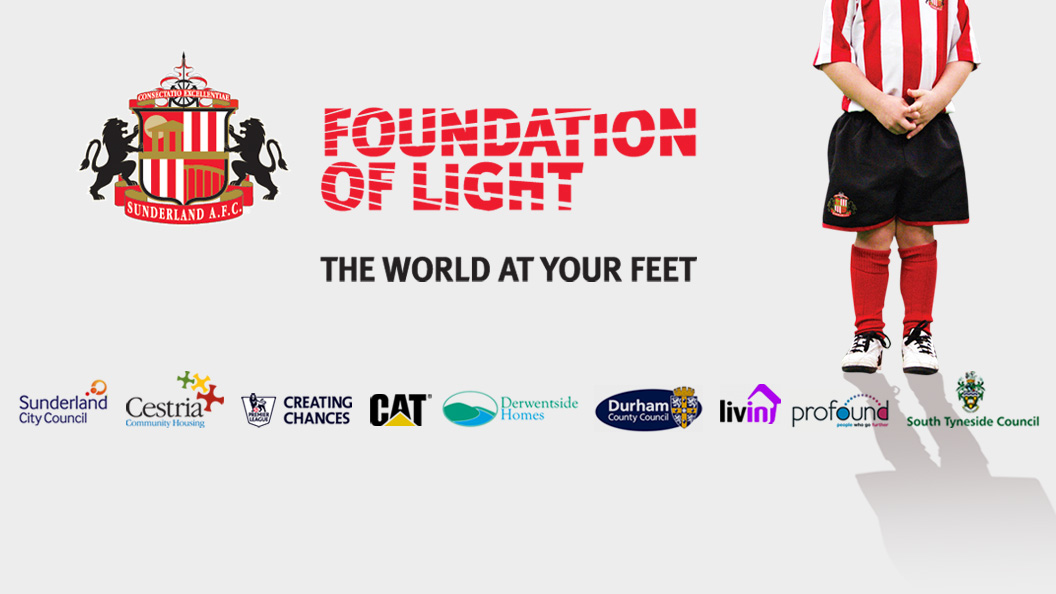 CONSECTATIO EXCELLENTIAE
SUNDERLAND A.F.C.
FOUNDATION
OF LIGHT
THE WORLD AT YOUR FEET
Sunderland
City Council
Cestria
Community Housing
PREMIER
LEAGUE
CREATING
CHANCES
CAT®
Derwentside
Homes
Durham
County Council
livin
profound
people who go further
South Tyneside Council